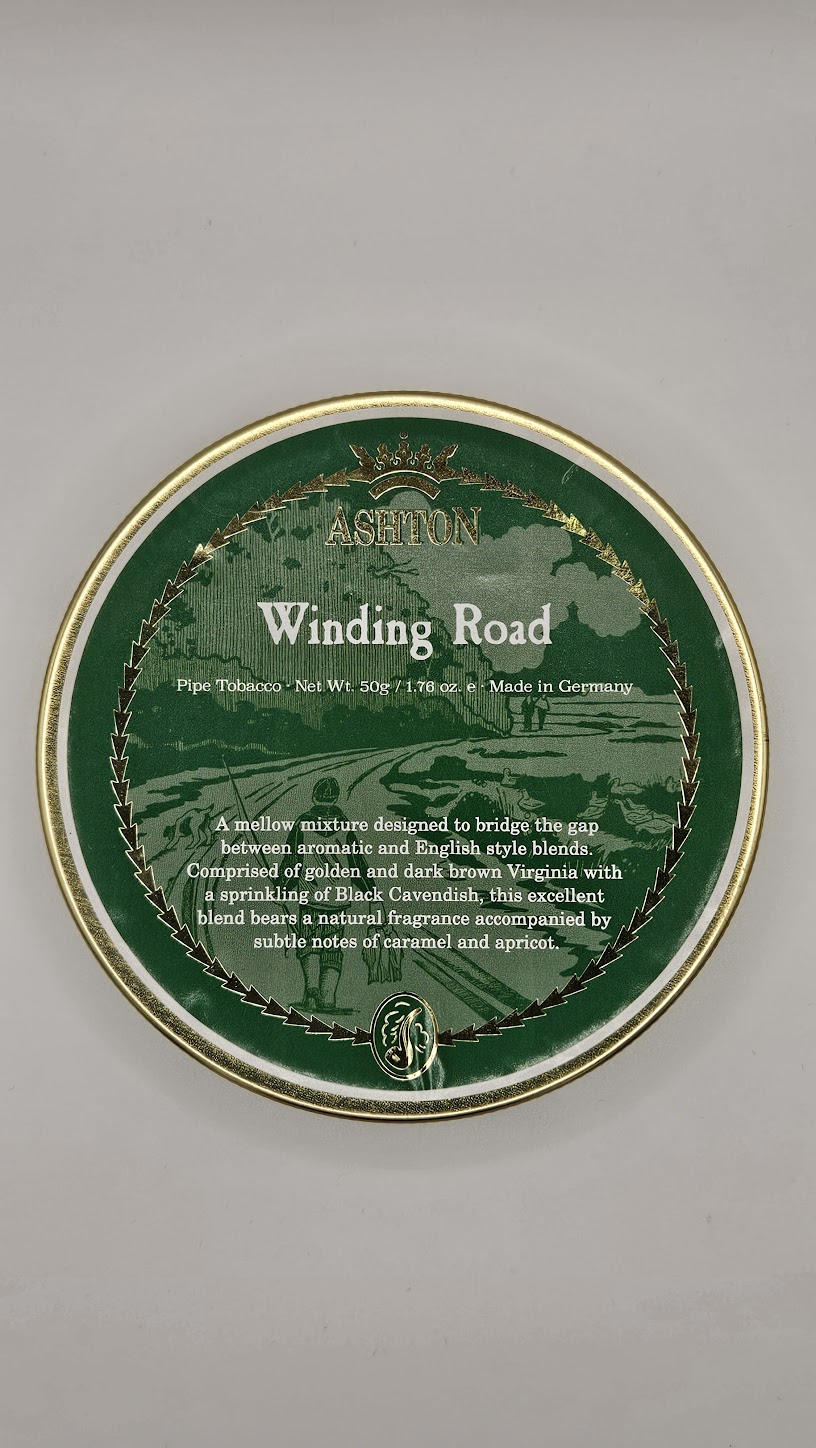 ASHTON
Winding Road
Pipe Tobacco · Net Wt. 50g / 1.76 oz. e · Made in Germany
A mellow mixture designed to bridge the gap
between aromatic and English style blends.
Comprised of golden and dark brown Virginia with
a sprinkling of Black Cavendish, this excellent
blend bears a natural fragrance accompanied by
subtle notes of caramel and apricot.